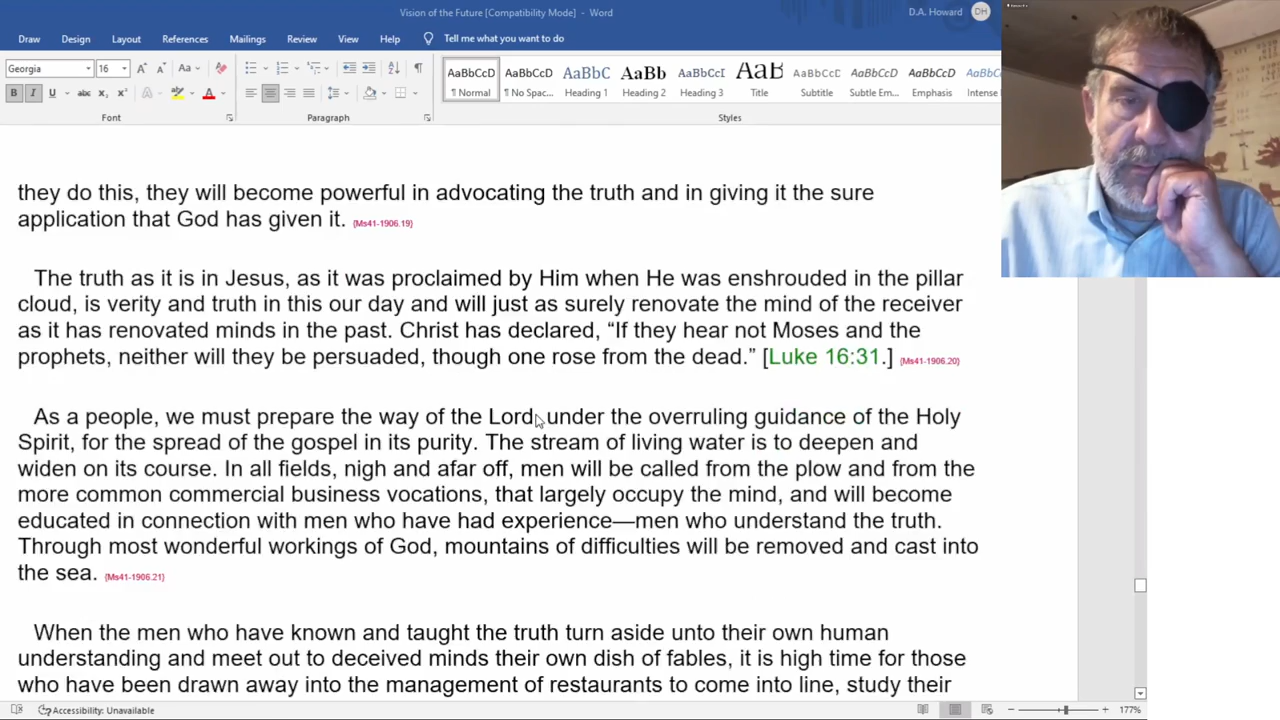 Vision of the Future [Compatibility Mode] - Word
D.A. Howard DH
Draw Design Layout References Mailings Review View Help Tell me what you want to do
Georgia 16 Aa
B I U abc x₂ x² A A
Font Paragraph Styles
AaBbCcD AaBbCcD AaBbC AaBb AaBbCcI AaB AaBbCcD AaBbCcD AaBbCcD AaBbC
¶ Normal ¶ No Spac... Heading 1 Heading 2 Heading 3 Title Subtitle Subtle Em... Emphasis Intense
they do this, they will become powerful in advocating the truth and in giving it the sure
application that God has given it. {Ms41-1906.19}
The truth as it is in Jesus, as it was proclaimed by Him when He was enshrouded in the pillar
cloud, is verity and truth in this our day and will just as surely renovate the mind of the receiver
as it has renovated minds in the past. Christ has declared, “If they hear not Moses and the
prophets, neither will they be persuaded, though one rose from the dead.” [Luke 16:31.] {Ms41-1906.20}
As a people, we must prepare the way of the Lord, under the overruling guidance of the Holy
Spirit, for the spread of the gospel in its purity. The stream of living water is to deepen and
widen on its course. In all fields, nigh and afar off, men will be called from the plow and from the
more common commercial business vocations, that largely occupy the mind, and will become
educated in connection with men who have had experience—men who understand the truth.
Through most wonderful workings of God, mountains of difficulties will be removed and cast into
the sea. {Ms41-1906.21}
When the men who have known and taught the truth turn aside unto their own human
understanding and meet out to deceived minds their own dish of fables, it is high time for those
who have been drawn away into the management of restaurants to come into line, study their
Accessibility: Unavailable
177%